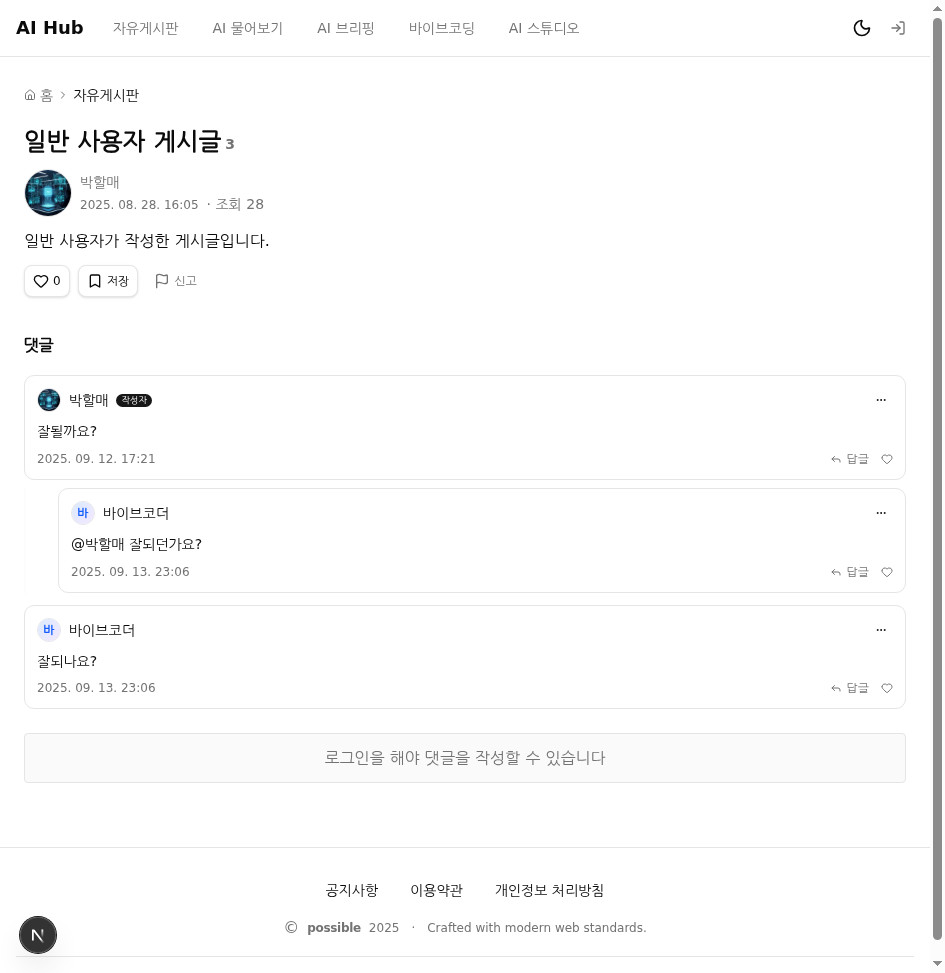 AI Hub 자유게시판 AI 물어보기 AI 브리핑 바이브코딩 AI 스튜디오
홈 > 자유게시판
일반 사용자 게시글 3
박할매
2025. 08. 28. 16:05 · 조회 28
일반 사용자가 작성한 게시글입니다.
0 저장 신고
댓글
박할매 작성자 ...
잘될까요?
2025. 09. 12. 17:21 답글
바 바이브코더 ...
@박할매 잘되던가요?
2025. 09. 13. 23:06 답글
바 바이브코더 ...
잘되나요?
2025. 09. 13. 23:06 답글
로그인을 해야 댓글을 작성할 수 있습니다
공지사항 이용약관 개인정보 처리방침
© possible 2025 · Crafted with modern web standards.
N